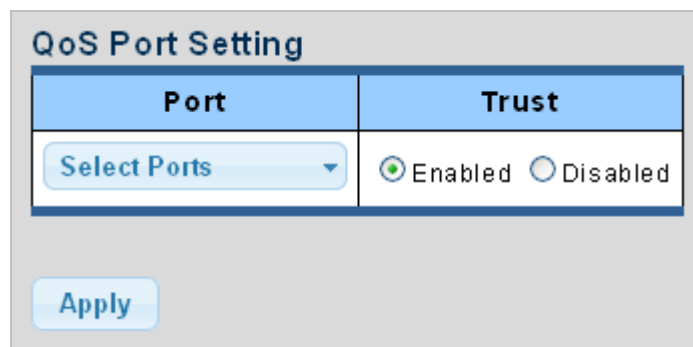 QoS Port Setting
Port Trust
Select Ports Enabled Disabled
Apply